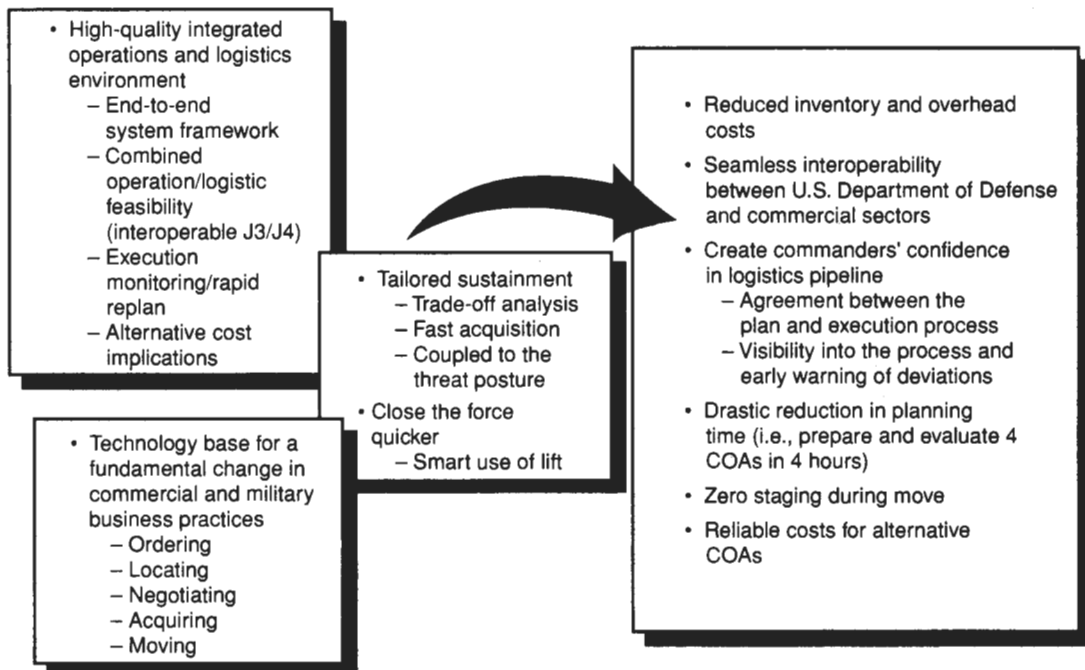 • High-quality integrated
operations and logistics
environment
– End-to-end
system framework
– Combined
operation/logistic
feasibility
(interoperable J3/J4)
– Execution
monitoring/rapid
replan
– Alternative cost
implications
• Tailored sustainment
– Trade-off analysis
– Fast acquisition
– Coupled to the
threat posture
• Close the force
quicker
– Smart use of lift
• Technology base for a
fundamental change in
commercial and military
business practices
– Ordering
– Locating
– Negotiating
– Acquiring
– Moving
• Reduced inventory and overhead
costs
• Seamless interoperability
between U.S. Department of Defense
and commercial sectors
• Create commanders' confidence
in logistics pipeline
– Agreement between the
plan and execution process
– Visibility into the process and
early warning of deviations
• Drastic reduction in planning
time (i.e., prepare and evaluate 4
COAs in 4 hours)
• Zero staging during move
• Reliable costs for alternative
COAs